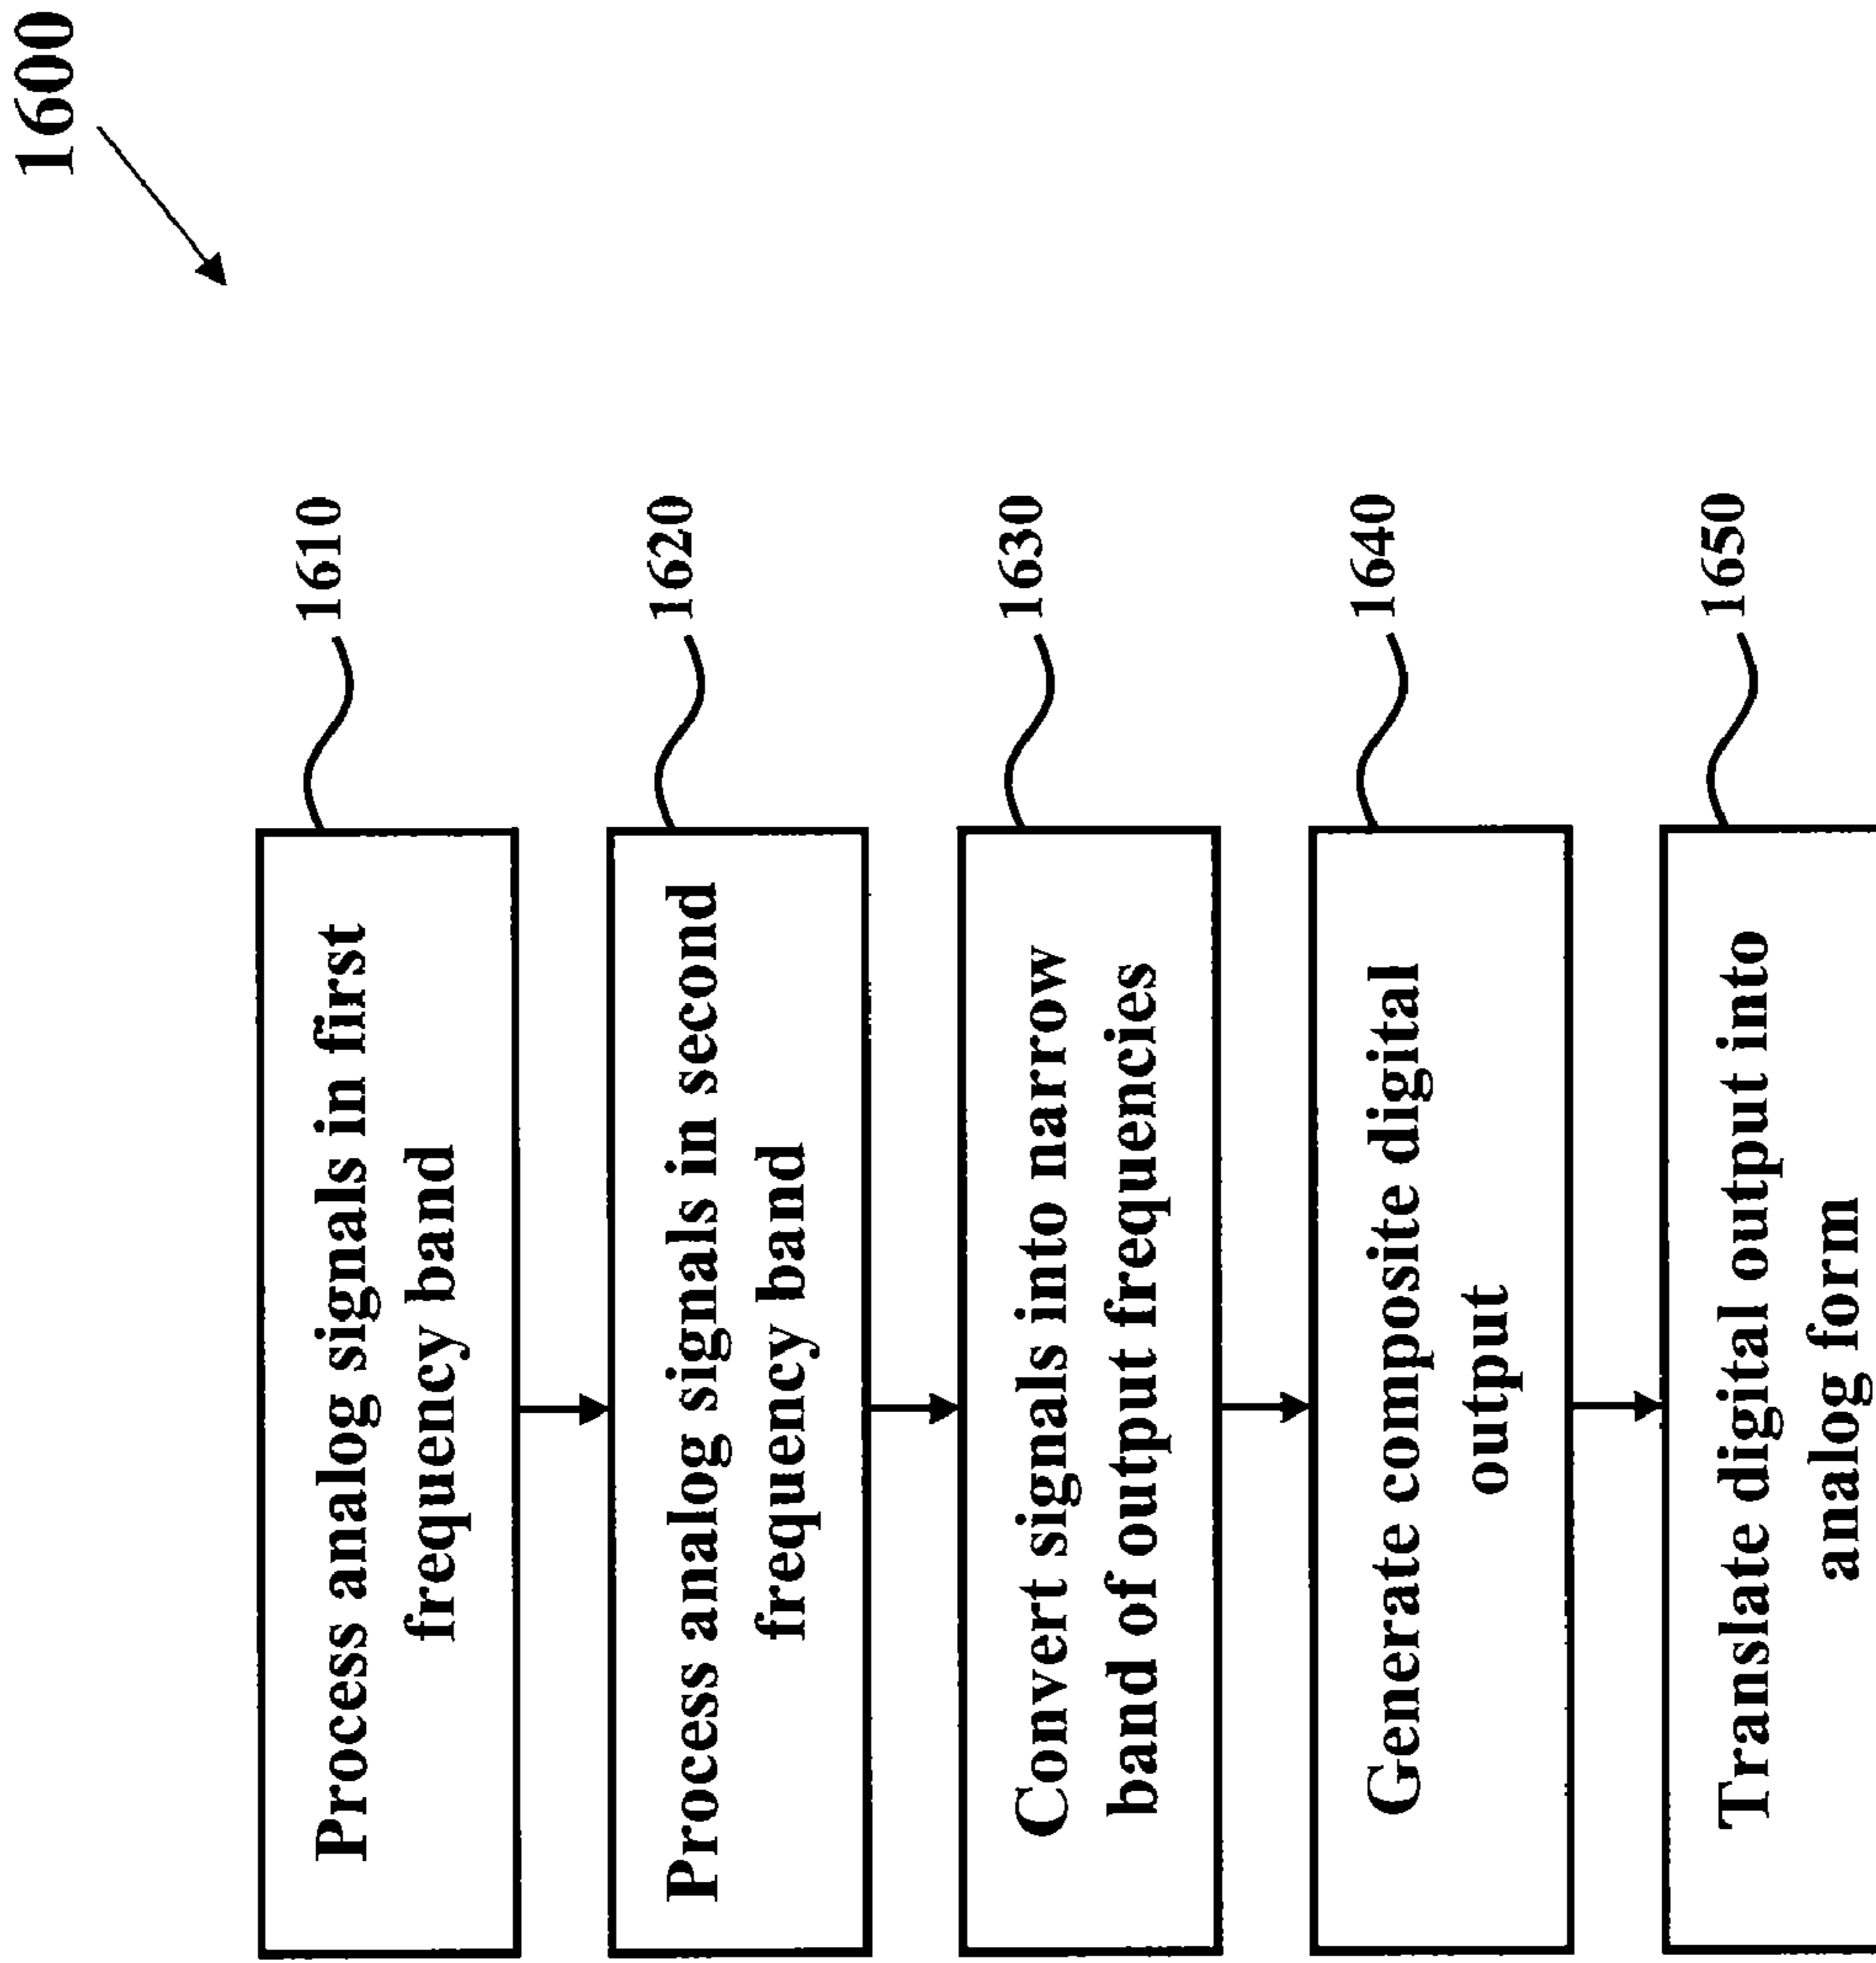 1600
Process analog signals in first
frequency band
1610
Process analog signals in second
frequency band
1620
Convert signals into narrow
band of output frequencies
1630
Generate composite digital
output
1640
Translate digital output into
analog form
1650